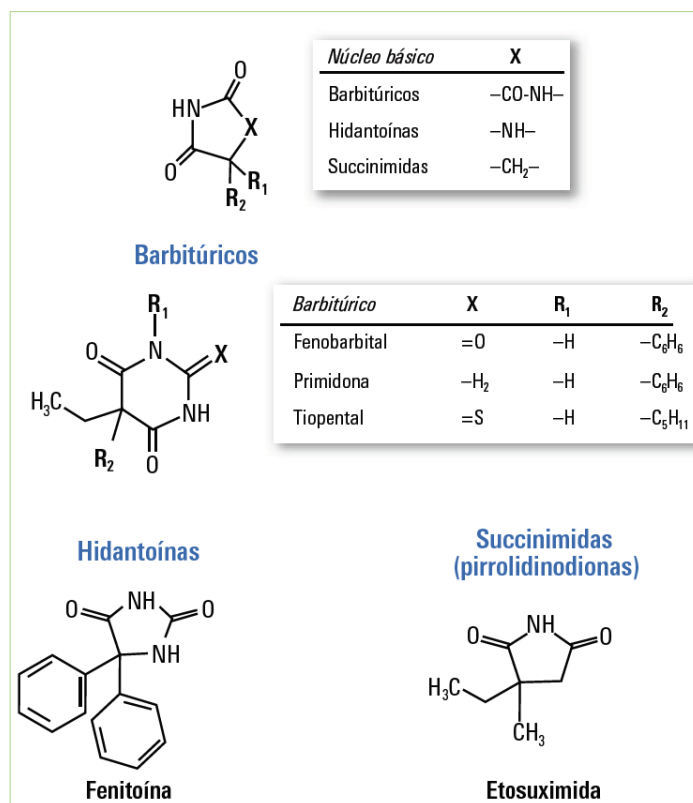 Núcleo básico X
Barbitúricos –CO-NH–
Hidantoínas –NH–
Succinimidas –CH₂–
O
HN
X
O
R₁
R₂
Barbitúricos
R₁
O
N
X
H₃C
NH
R₂
O
Barbitúrico X R₁ R₂
Fenobarbital =O –H –C₆H₆
Primidona –H₂ –H –C₆H₆
Tiopental =S –H –C₅H₁₁
Hidantoínas
O
NH
O
NH
Fenitoína
Succinimidas
(pirrolidinodionas)
O
NH
O
H₃C
CH₃
Etosuximida